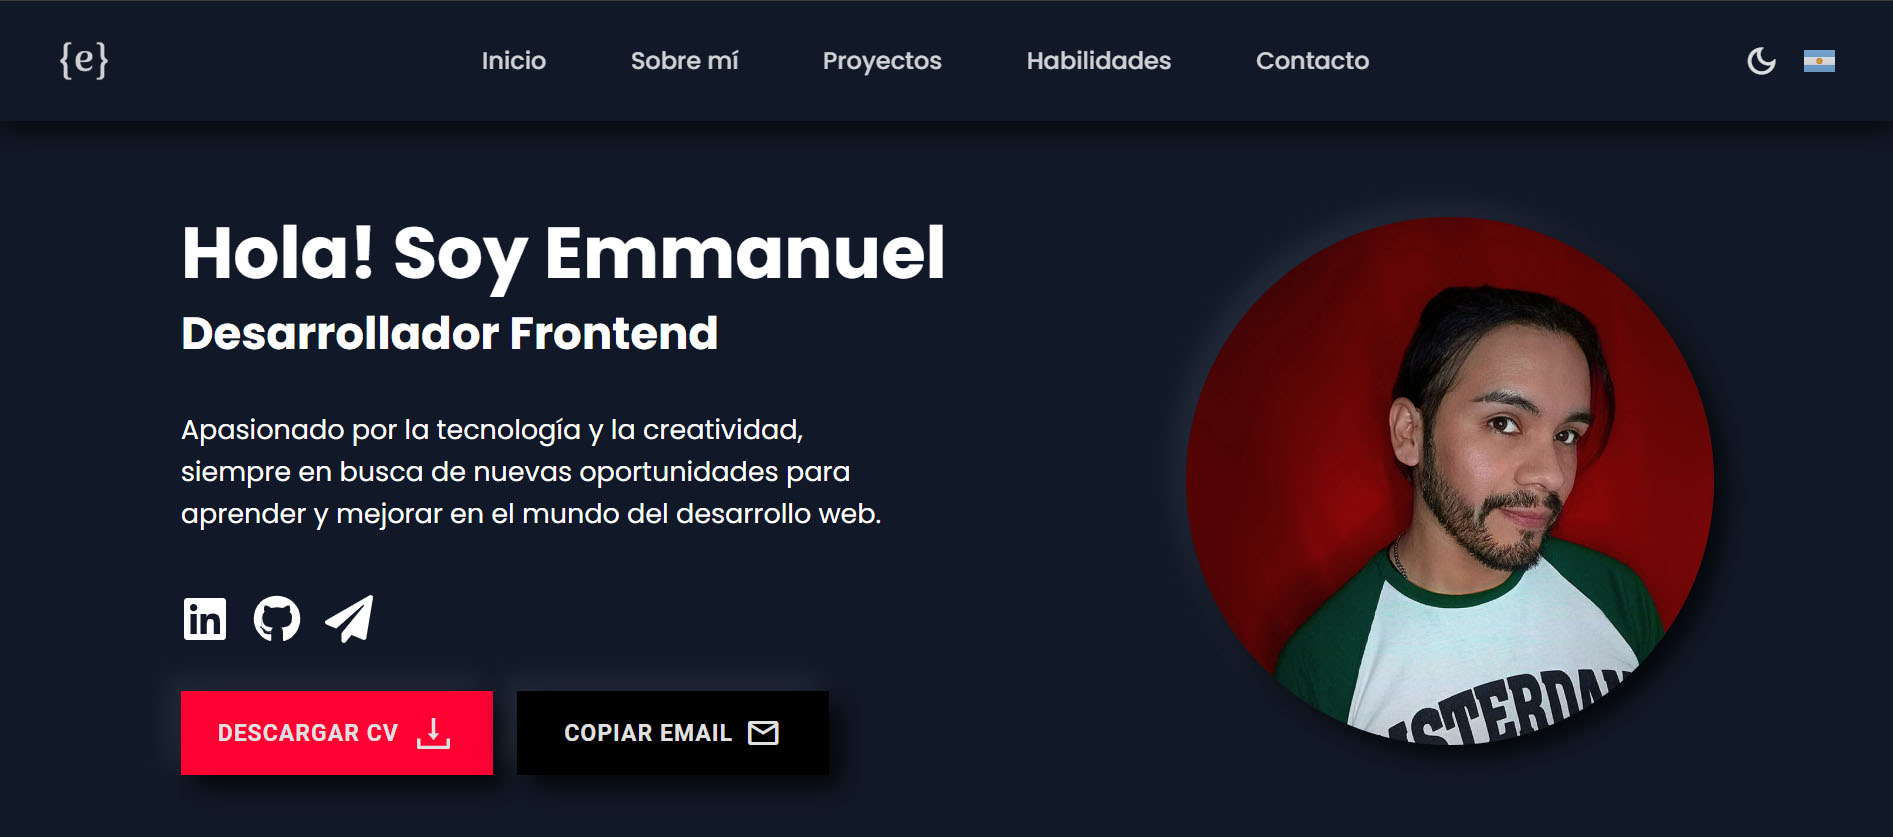 {e}
Inicio Sobre mí Proyectos Habilidades Contacto
Hola! Soy Emmanuel
Desarrollador Frontend
Apasionado por la tecnología y la creatividad,
siempre en busca de nuevas oportunidades para
aprender y mejorar en el mundo del desarrollo web.
in
DESCARGAR CV COPIAR EMAIL